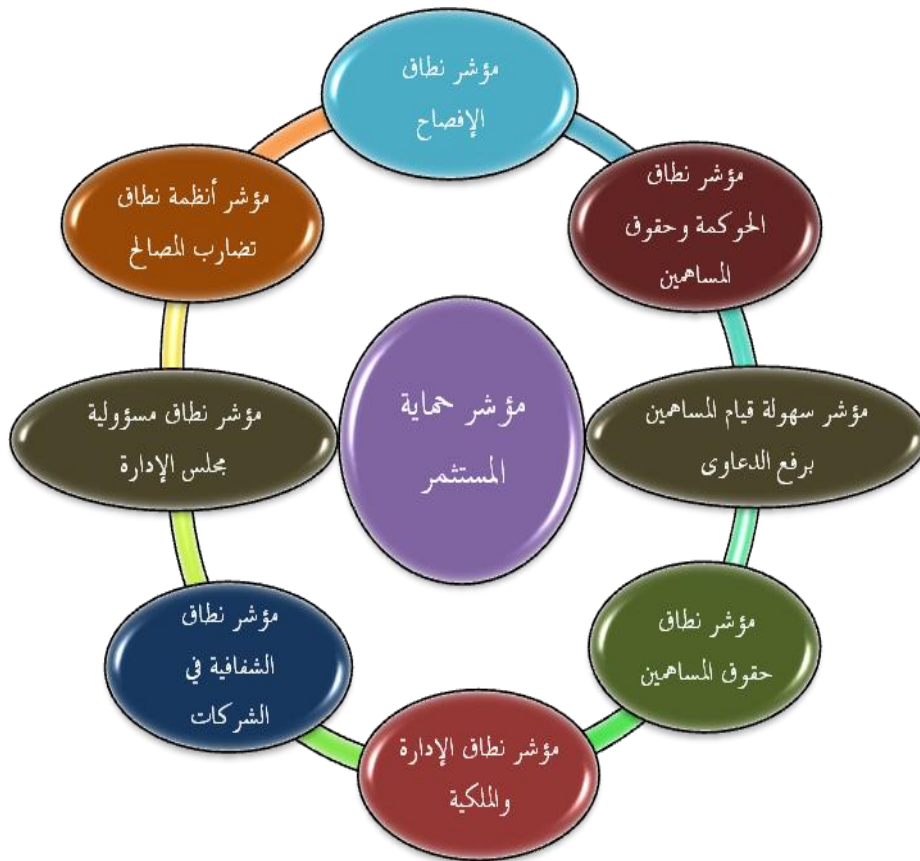 مؤشر نطاق
الإفصاح
مؤشر نطاق
الحوكمة وحقوق
المساهمين
مؤشر أنظمة نطاق
تضارب المصالح
مؤشر حماية
المستثمر
مؤشر سهولة قيام المساهمين
برفع الدعاوى
مؤشر نطاق مسؤولية
مجلس الإدارة
مؤشر نطاق
حقوق المساهمين
مؤشر نطاق
الشفافية في
الشركات
مؤشر نطاق الإدارة
والملكية